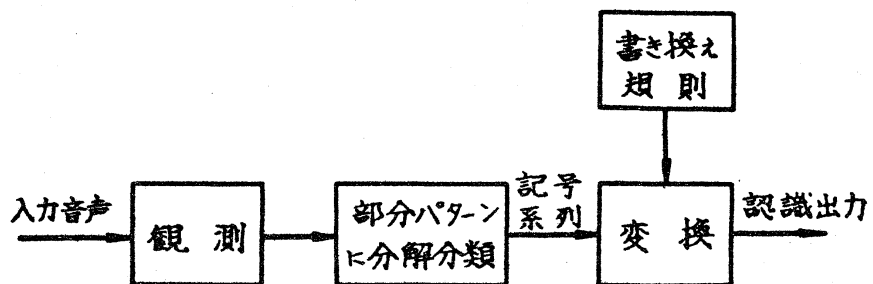 書き換え
規則
入力音声
観測
部分パターン
に分解分類
記号
系列
変換
認識出力